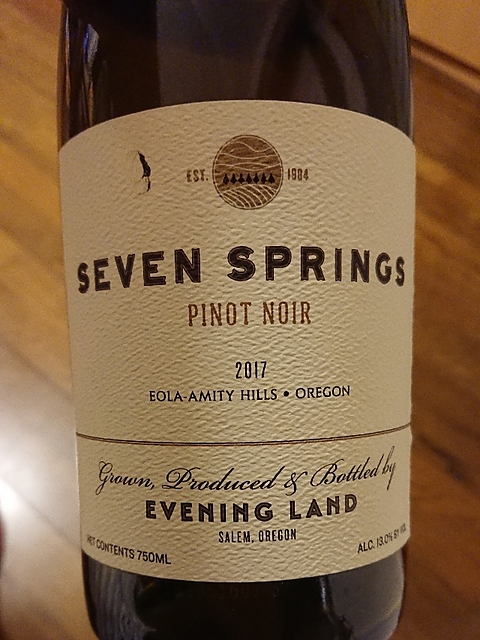 EST. 1984
SEVEN SPRINGS
PINOT NOIR
2017
EOLA-AMITY HILLS • OREGON
Grown, Produced & Bottled by
EVENING LAND
SALEM, OREGON
NET CONTENTS 750ML
ALC. 13.0% BY VOL.